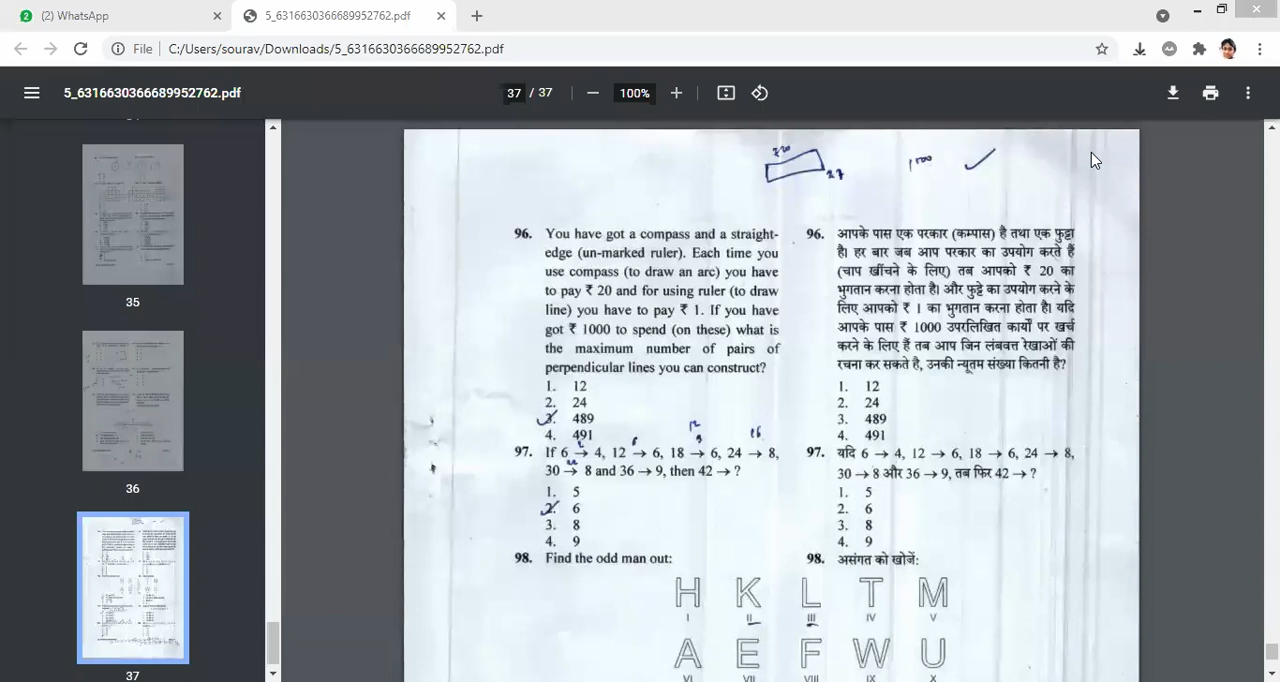 (2) WhatsApp
5_6316630366689952762.pdf
File | C:/Users/sourav/Downloads/5_6316630366689952762.pdf
5_6316630366689952762.pdf
37 / 37
100%
35
36
37
27
1000
96. You have got a compass and a straight-
edge (un-marked ruler). Each time you
use compass (to draw an arc) you have
to pay ₹ 20 and for using ruler (to draw
line) you have to pay ₹ 1. If you have
got ₹ 1000 to spend (on these) what is
the maximum number of pairs of
perpendicular lines you can construct?
1. 12
2. 24
3. 489
4. 491
97. If 6 → 4, 12 → 6, 18 → 6, 24 → 8,
30 → 8 and 36 → 9, then 42 → ?
1. 5
2. 6
3. 8
4. 9
98. Find the odd man out:
96. आपके पास एक परकार (कम्पास) है तथा एक फुट्टा
है। हर बार जब आप परकार का उपयोग करते हैं
(चाप खींचने के लिए) तब आपको ₹ 20 का
भुगतान करना होता है। और फुट्टे का उपयोग करने के
लिए आपको ₹ 1 का भुगतान करना होता है। यदि
आपके पास ₹ 1000 उपरलिखित कार्यों पर खर्च
करने के लिए हैं तब आप जिन लंबवत्त रेखाओं की
रचना कर सकते है, उनकी न्यूतम संख्या कितनी है?
1. 12
2. 24
3. 489
4. 491
97. यदि 6 → 4, 12 → 6, 18 → 6, 24 → 8,
30 → 8 और 36 → 9, तब फिर 42 → ?
1. 5
2. 6
3. 8
4. 9
98. असंगत को खोजें:
H K L T M
I II III IV V
A E F W U
VI VII VIII IX X